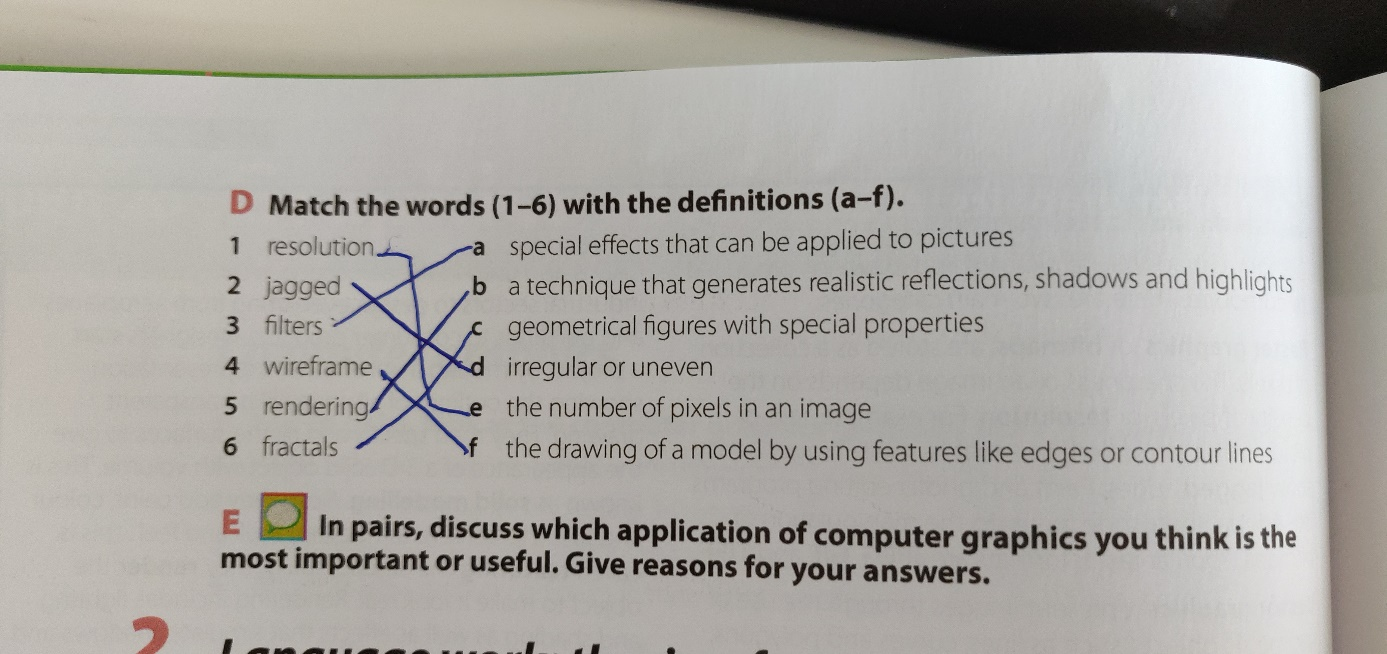 D Match the words (1–6) with the definitions (a–f).
1 resolution a special effects that can be applied to pictures
2 jagged b a technique that generates realistic reflections, shadows and highlights
3 filters c geometrical figures with special properties
4 wireframe d irregular or uneven
5 rendering e the number of pixels in an image
6 fractals f the drawing of a model by using features like edges or contour lines
E In pairs, discuss which application of computer graphics you think is the
most important or useful. Give reasons for your answers.
2 Language work: